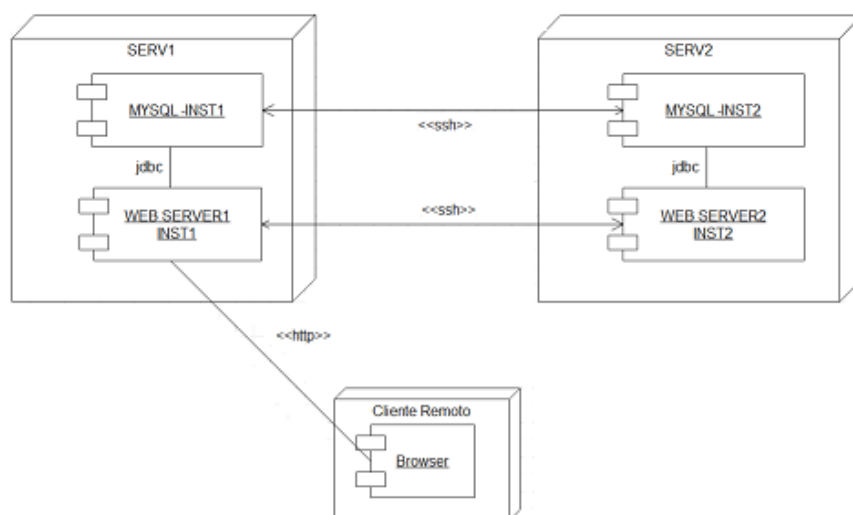 SERV1
SERV2
MYSQL -INST1
MYSQL -INST2
<<ssh>>
jdbc
jdbc
WEB SERVER1
INST1
<<ssh>>
WEB SERVER2
INST2
<<http>>
Cliente Remoto
Browser